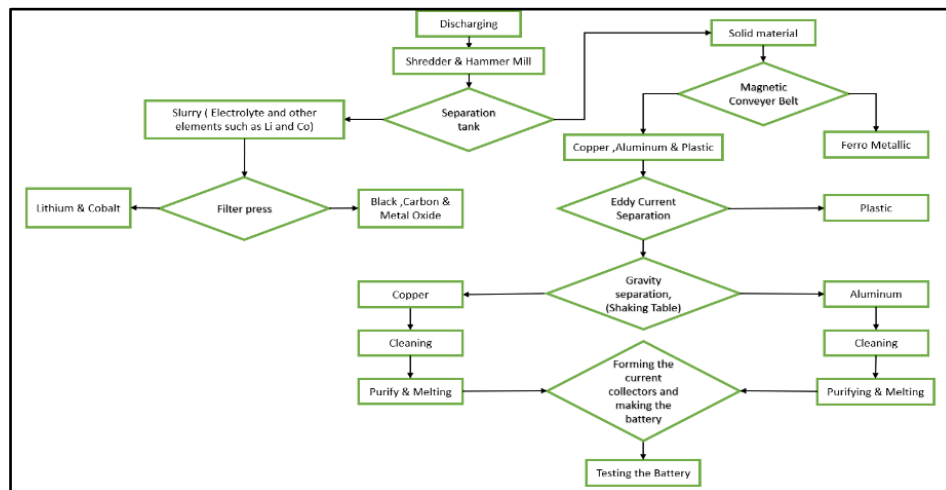 Discharging
Solid material
Shredder & Hammer Mill
Magnetic
Conveyer Belt
Slurry ( Electrolyte and other
elements such as Li and Co)
Separation
tank
Copper ,Aluminum & Plastic
Ferro Metallic
Lithium & Cobalt
Filter press
Black ,Carbon &
Metal Oxide
Eddy Current
Separation
Plastic
Copper
Gravity
separation,
(Shaking Table)
Aluminum
Cleaning
Cleaning
Forming the
current
collectors and
making the
battery
Purify & Melting
Purifying & Melting
Testing the Battery